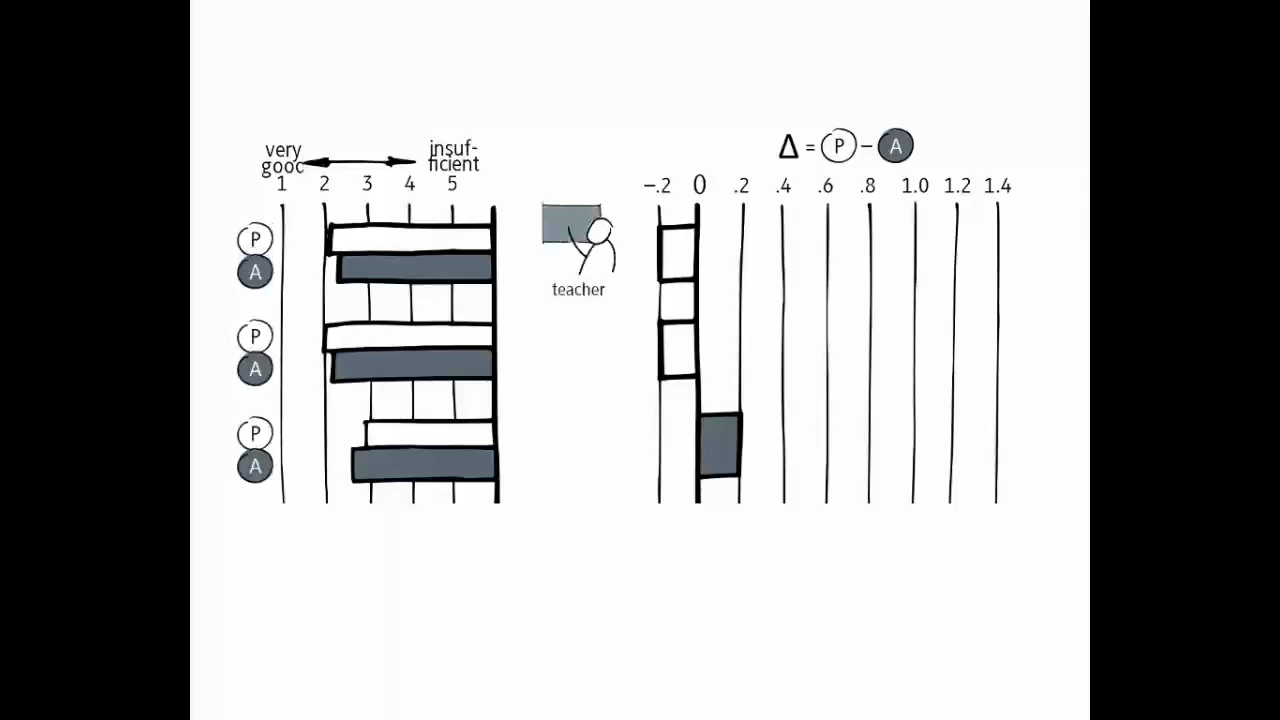 very good
insuf-
ficient
1 2 3 4 5
Δ = P – A
–.2 0 .2 .4 .6 .8 1.0 1.2 1.4
P
A
teacher
P
A
P
A